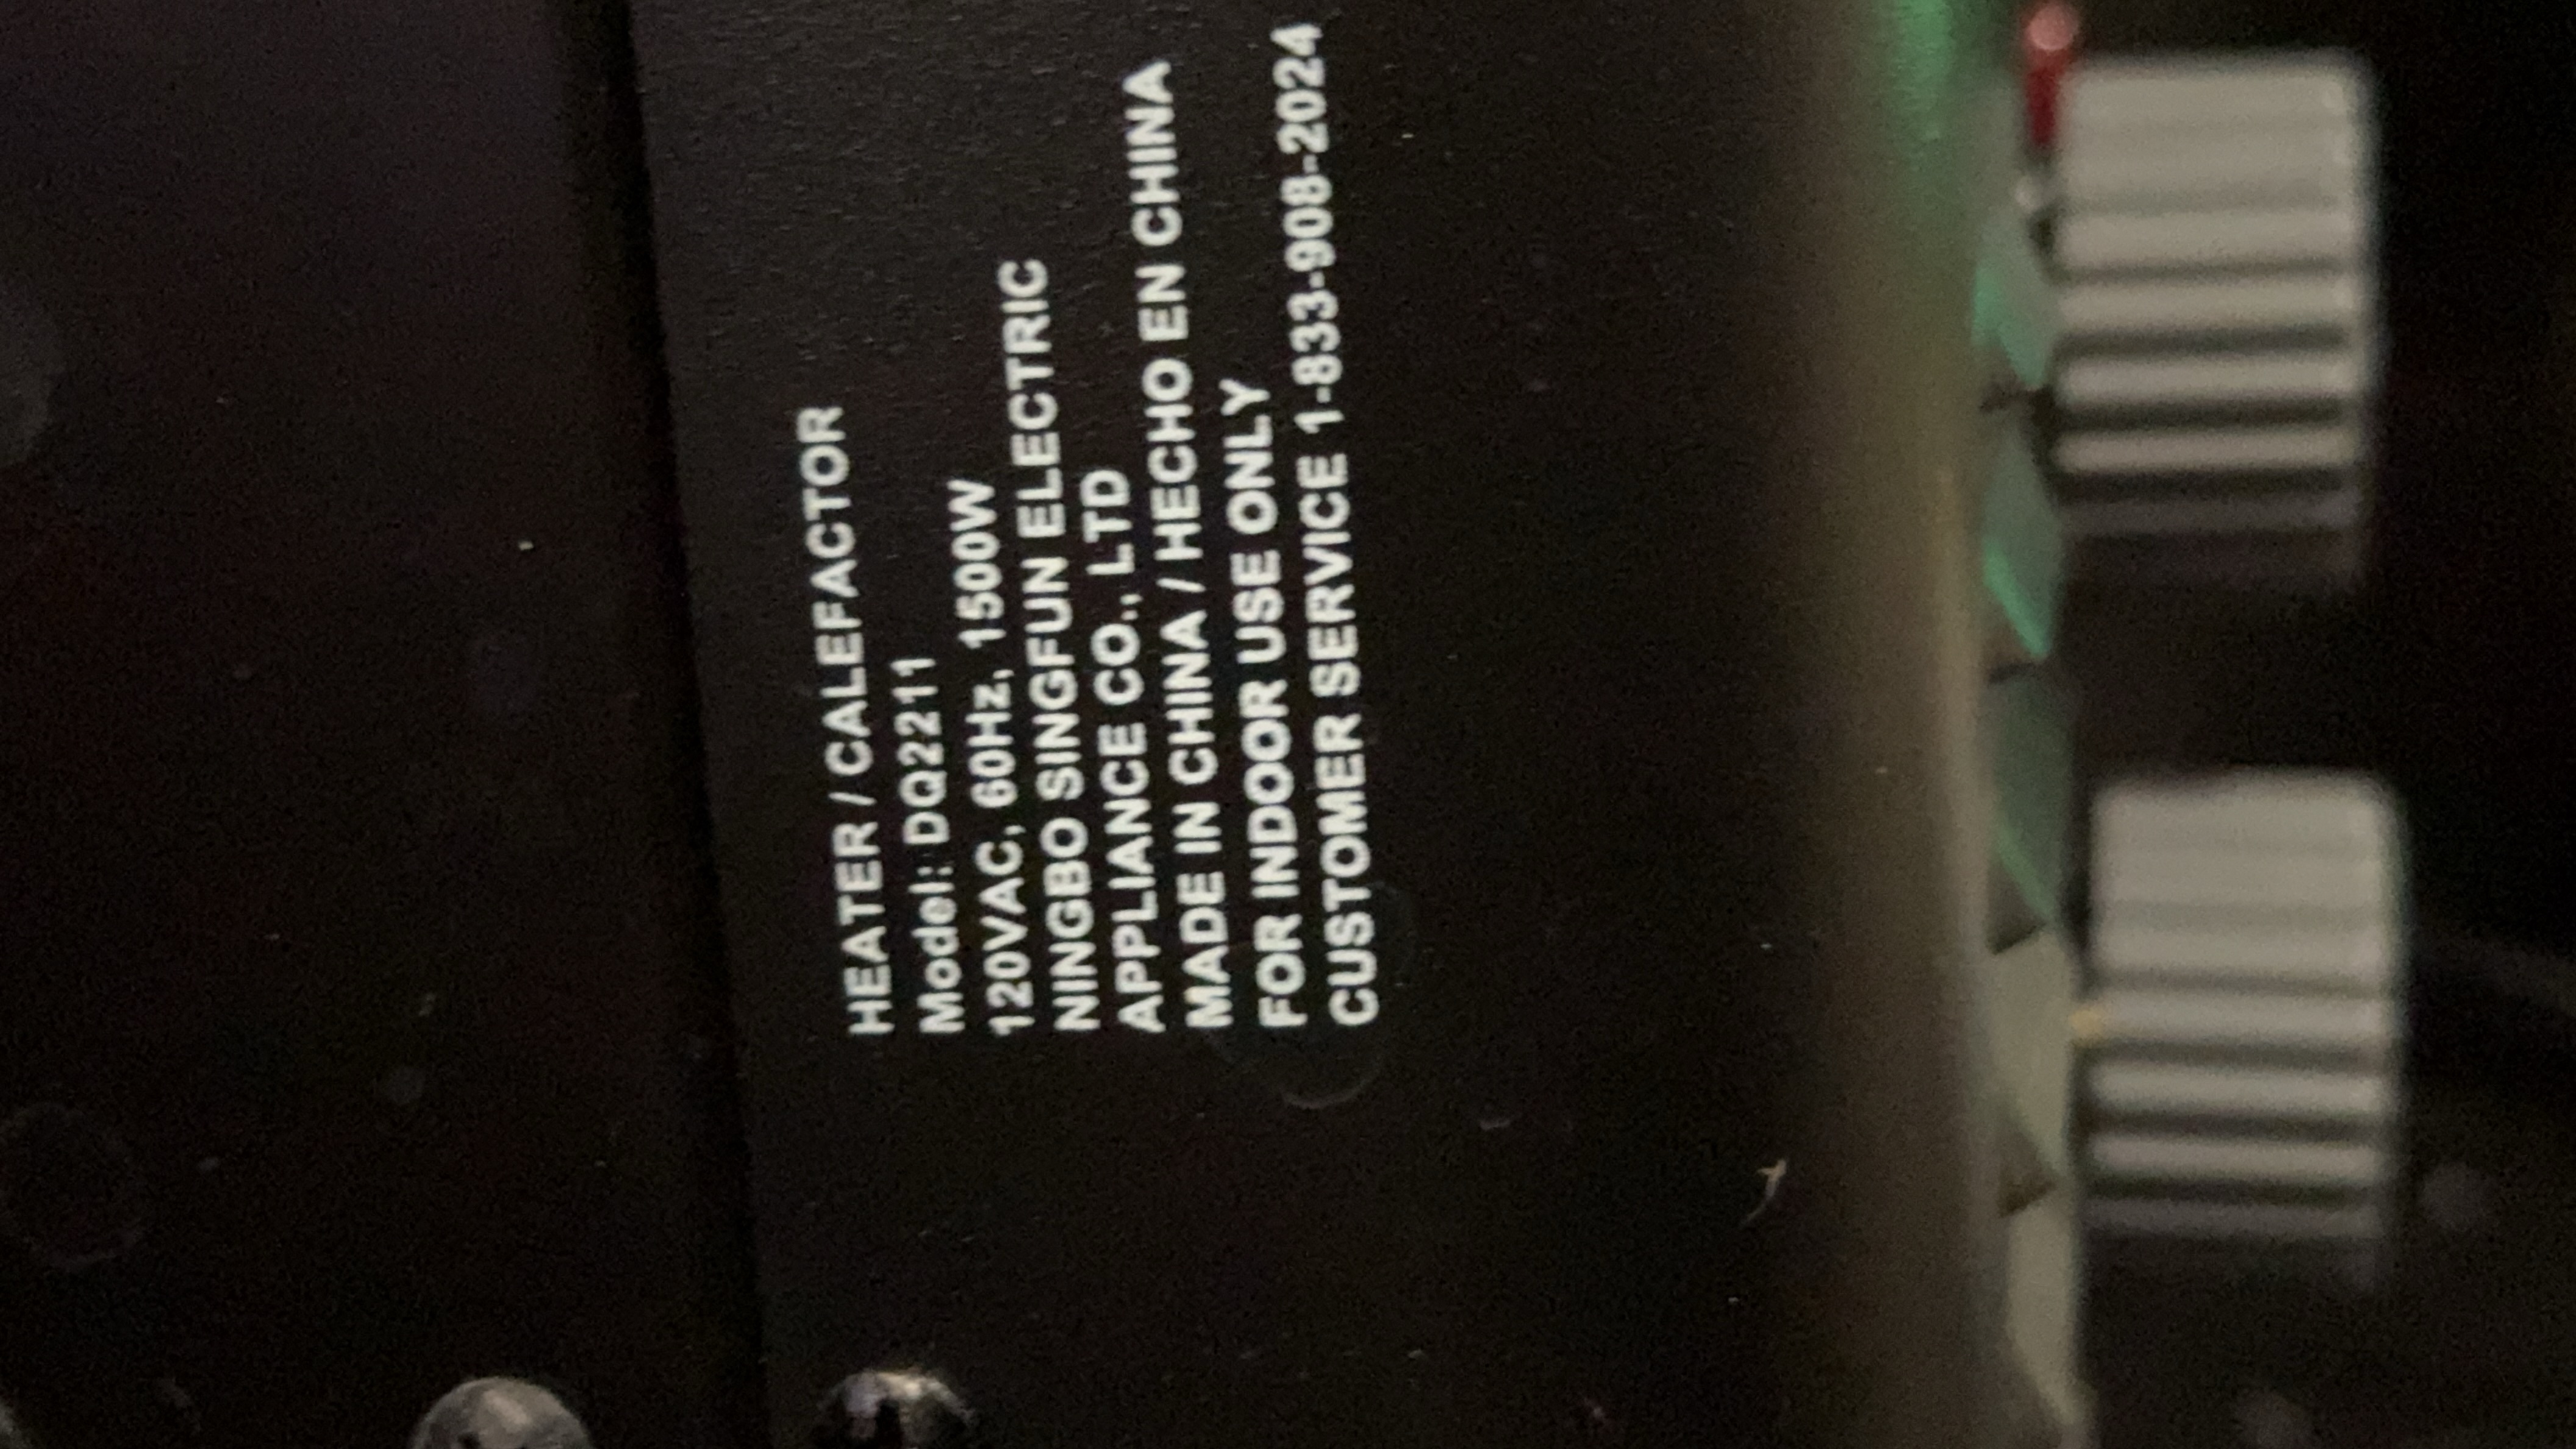 HEATER / CALEFACTOR
Model: DQ2211
120VAC, 60Hz, 1500W
NINGBO SINGFUN ELECTRIC
APPLIANCE CO., LTD
MADE IN CHINA / HECHO EN CHINA
FOR INDOOR USE ONLY
CUSTOMER SERVICE 1-833-908-2024